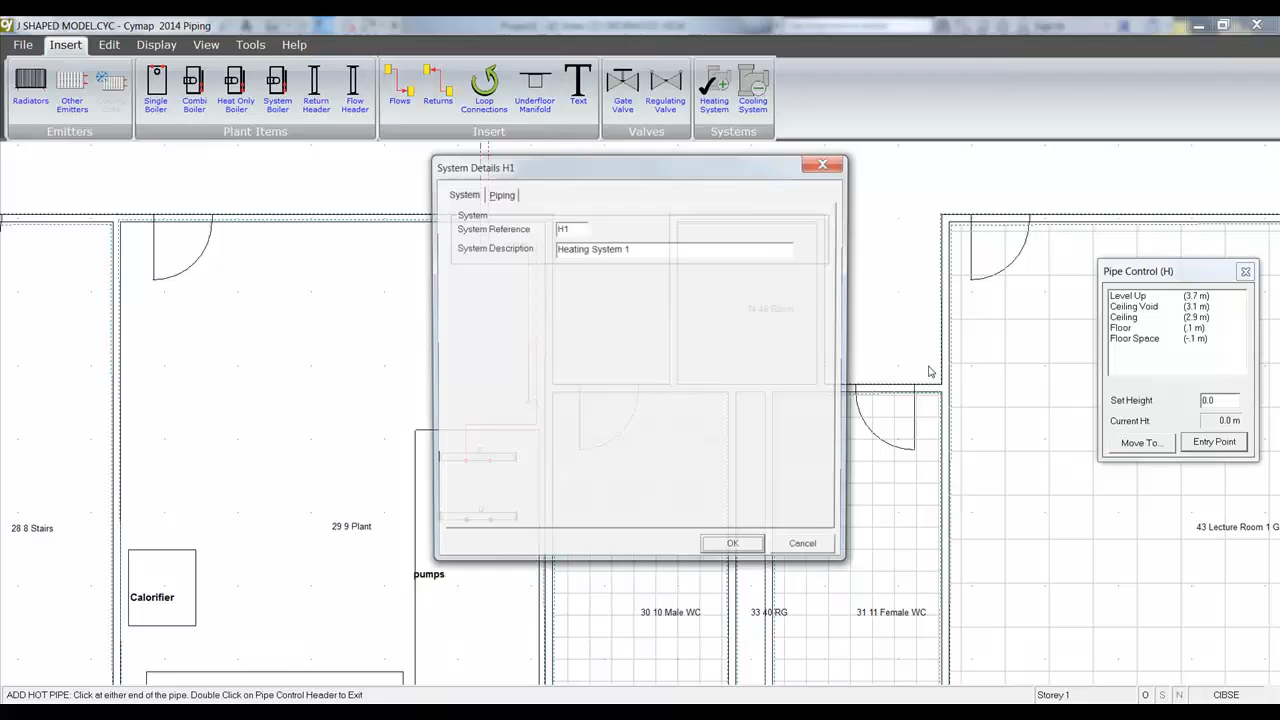 J SHAPED MODEL.CYC - Cymap 2014 Piping
File Insert Edit Display View Tools Help
Radiators
Other Emitters
Single Boiler
Combi Boiler
Heat Only Boiler
System Boiler
Return Header
Flow Header
Flows
Returns
Loop Connections
Underfloor Manifold
Text
Gate Valve
Regulating Valve
Heating System
Cooling System
Emitters Plant Items Insert Valves Systems
System Details H1
System Piping
System
System Reference H1
System Description Heating System 1
OK Cancel
Pipe Control (H)
Level Up (3.7 m)
Ceiling Void (3.1 m)
Ceiling (2.9 m)
Floor (.1 m)
Floor Space (-.1 m)
Set Height 0.0
Current Ht. 0.0 m
Move To... Entry Point
28 8 Stairs
29 9 Plant
43 Lecture Room 1 G
pumps
Calorifier
30 10 Male WC
33 40 RG
31 11 Female WC
ADD HOT PIPE: Click at either end of the pipe. Double Click on Pipe Control Header to Exit
Storey 1 O S N CIBSE